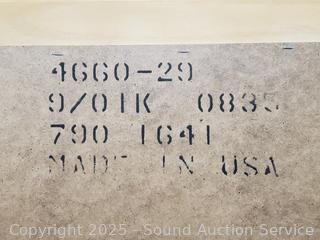 4660-29
9/01K 0835
790 1641
MADE IN USA
Copyright 2025 - Sound Auction Service